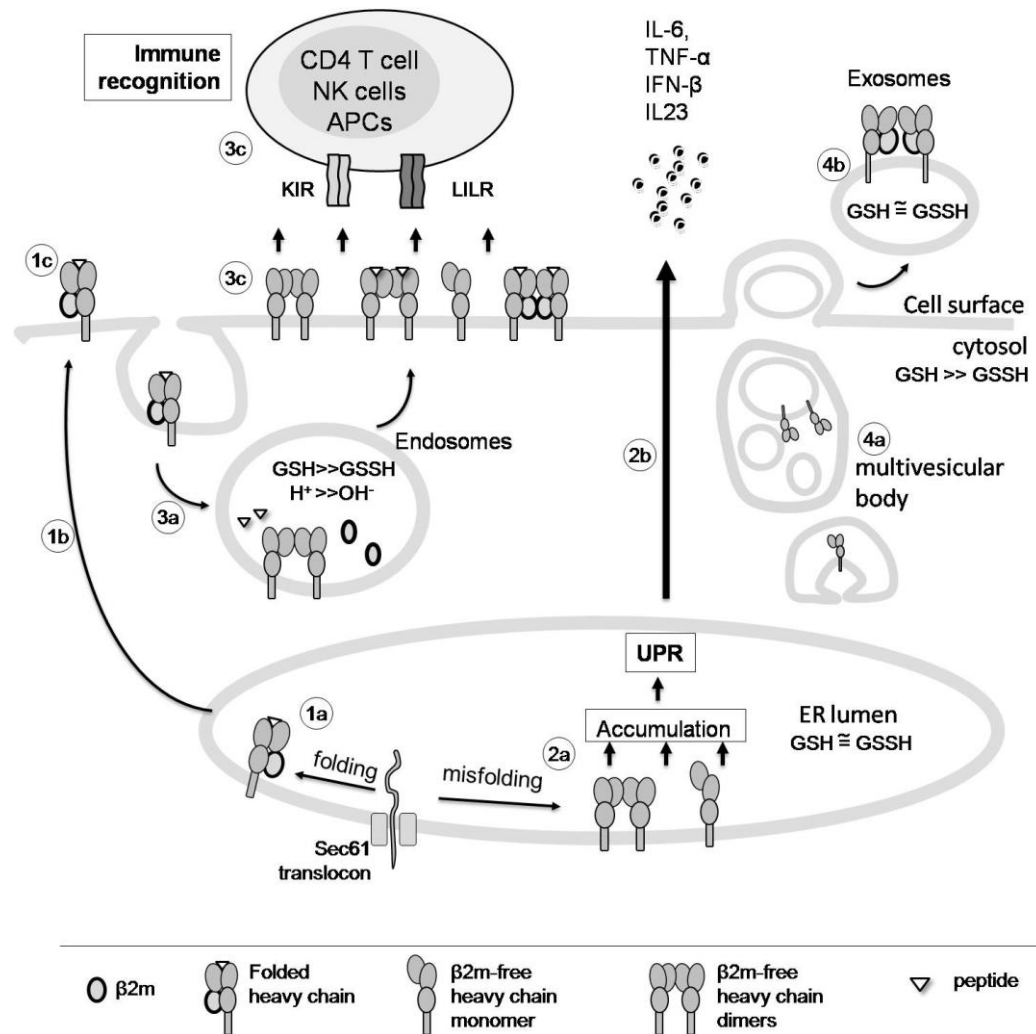 Immune
recognition
CD4 T cell
NK cells
APCs
3c
KIR
LILR
IL-6,
TNF-α
IFN-β
IL23
Exosomes
4b
GSH ≅ GSSH
1c
3c
Cell surface
cytosol
GSH >> GSSH
Endosomes
GSH>>GSSH
H⁺>>OH⁻
3a
1b
2b
4a
multivesicular
body
UPR
Accumulation
ER lumen
GSH ≅ GSSH
1a
2a
folding
misfolding
Sec61
translocon
β2m
Folded
heavy chain
β2m-free
heavy chain
monomer
β2m-free
heavy chain
dimers
peptide